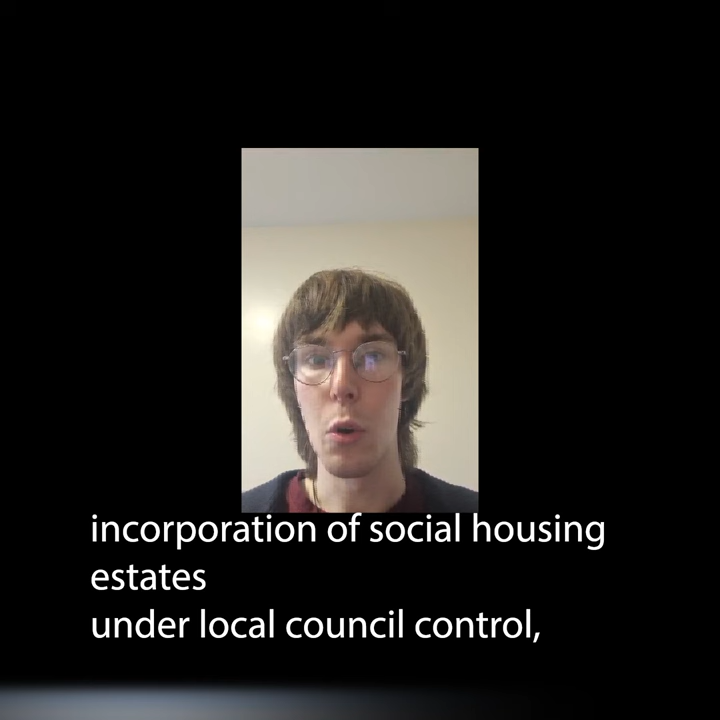 incorporation of social housing
estates
under local council control,